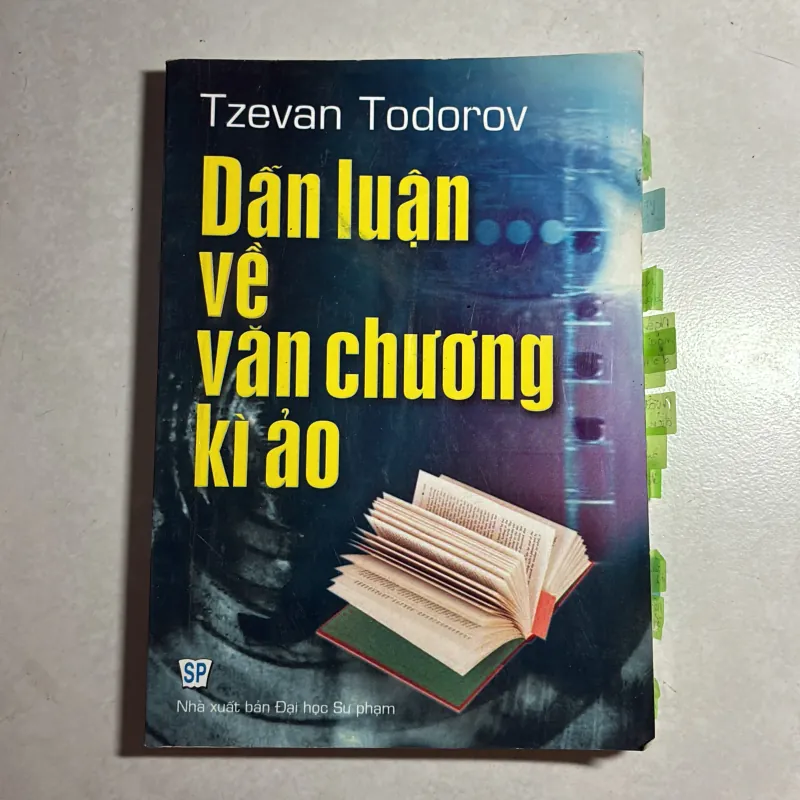 Tzevan Todorov
Dẫn luận
về
văn chương
kì ảo
SP
Nhà xuất bản Đại học Sư phạm